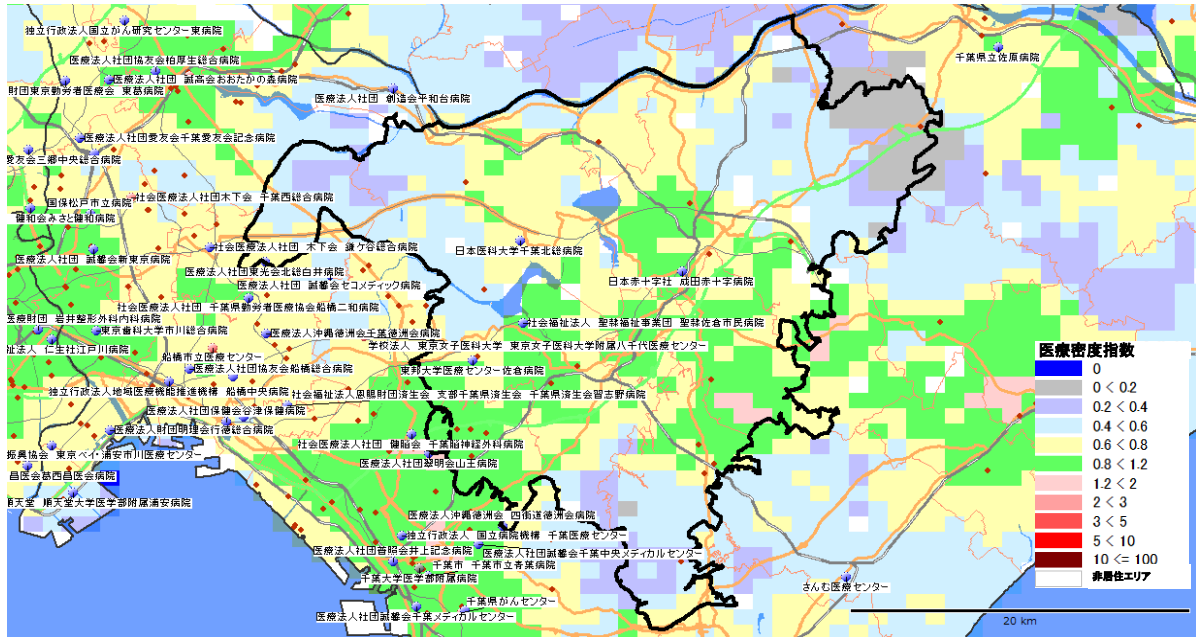 独立行政法人国立がん研究センター東病院
千葉県立佐原病院
医療法人社団協友会柏厚生総合病院
医療法人社団 誠高会おおたかの森病院
財団東京勤労者医療会 東葛病院
医療法人社団 創造会平和台病院
医療法人社団愛友会千葉愛友会記念病院
愛友会三郷中央総合病院
社会医療法人社団木下会 千葉西総合病院
国保松戸市立病院
健和会みさと健和病院
社会医療法人社団 木下会 鎌ケ谷総合病院
日本医科大学千葉北総病院
医療法人社団 誠馨会新東京病院
医療法人社団東光会北総白井病院
医療法人社団 誠馨会セコメディック病院
日本赤十字社 成田赤十字病院
社会医療法人社団 千葉県勤労者医療協会船橋二和病院
医療財団 岩井整形外科内科病院
東京歯科大学市川総合病院
社会福祉法人 聖隷福祉事業団 聖隷佐倉市民病院
医療法人沖縄徳洲会千葉徳洲会病院
祉法人 仁生社江戸川病院
学校法人 東京女子医科大学 東京女子医科大学附属八千代医療センター
船橋市立医療センター
医療法人社団協友会船橋総合病院
東邦大学医療センター佐倉病院
独立行政法人地域医療機能推進機構 船橋中央病院
社会福祉法人恩賜財団済生会 支部千葉県済生会 千葉県済生会習志野病院
医療法人社団保健会谷津保健病院
医療法人財団明理会行徳総合病院
社会医療法人社団 健脳会 千葉脳神経外科病院
振興協会 東京ベイ・浦安市川医療センター
医療法人社団翠明会山王病院
昌医会葛西昌医会病院
順天堂 順天堂大学医学部附属浦安病院
医療法人沖縄徳洲会 四街道徳洲会病院
独立行政法人 国立病院機構 千葉医療センター
医療法人社団普照会井上記念病院
医療法人社団誠馨会千葉中央メディカルセンター
千葉市 千葉市立青葉病院
千葉大学医学部附属病院
さんむ医療センター
千葉県がんセンター
医療法人社団誠馨会千葉メディカルセンター
医療密度指数
0
0 < 0.2
0.2 < 0.4
0.4 < 0.6
0.6 < 0.8
0.8 < 1.2
1.2 < 2
2 < 3
3 < 5
5 < 10
10 <= 100
非居住エリア
20 km